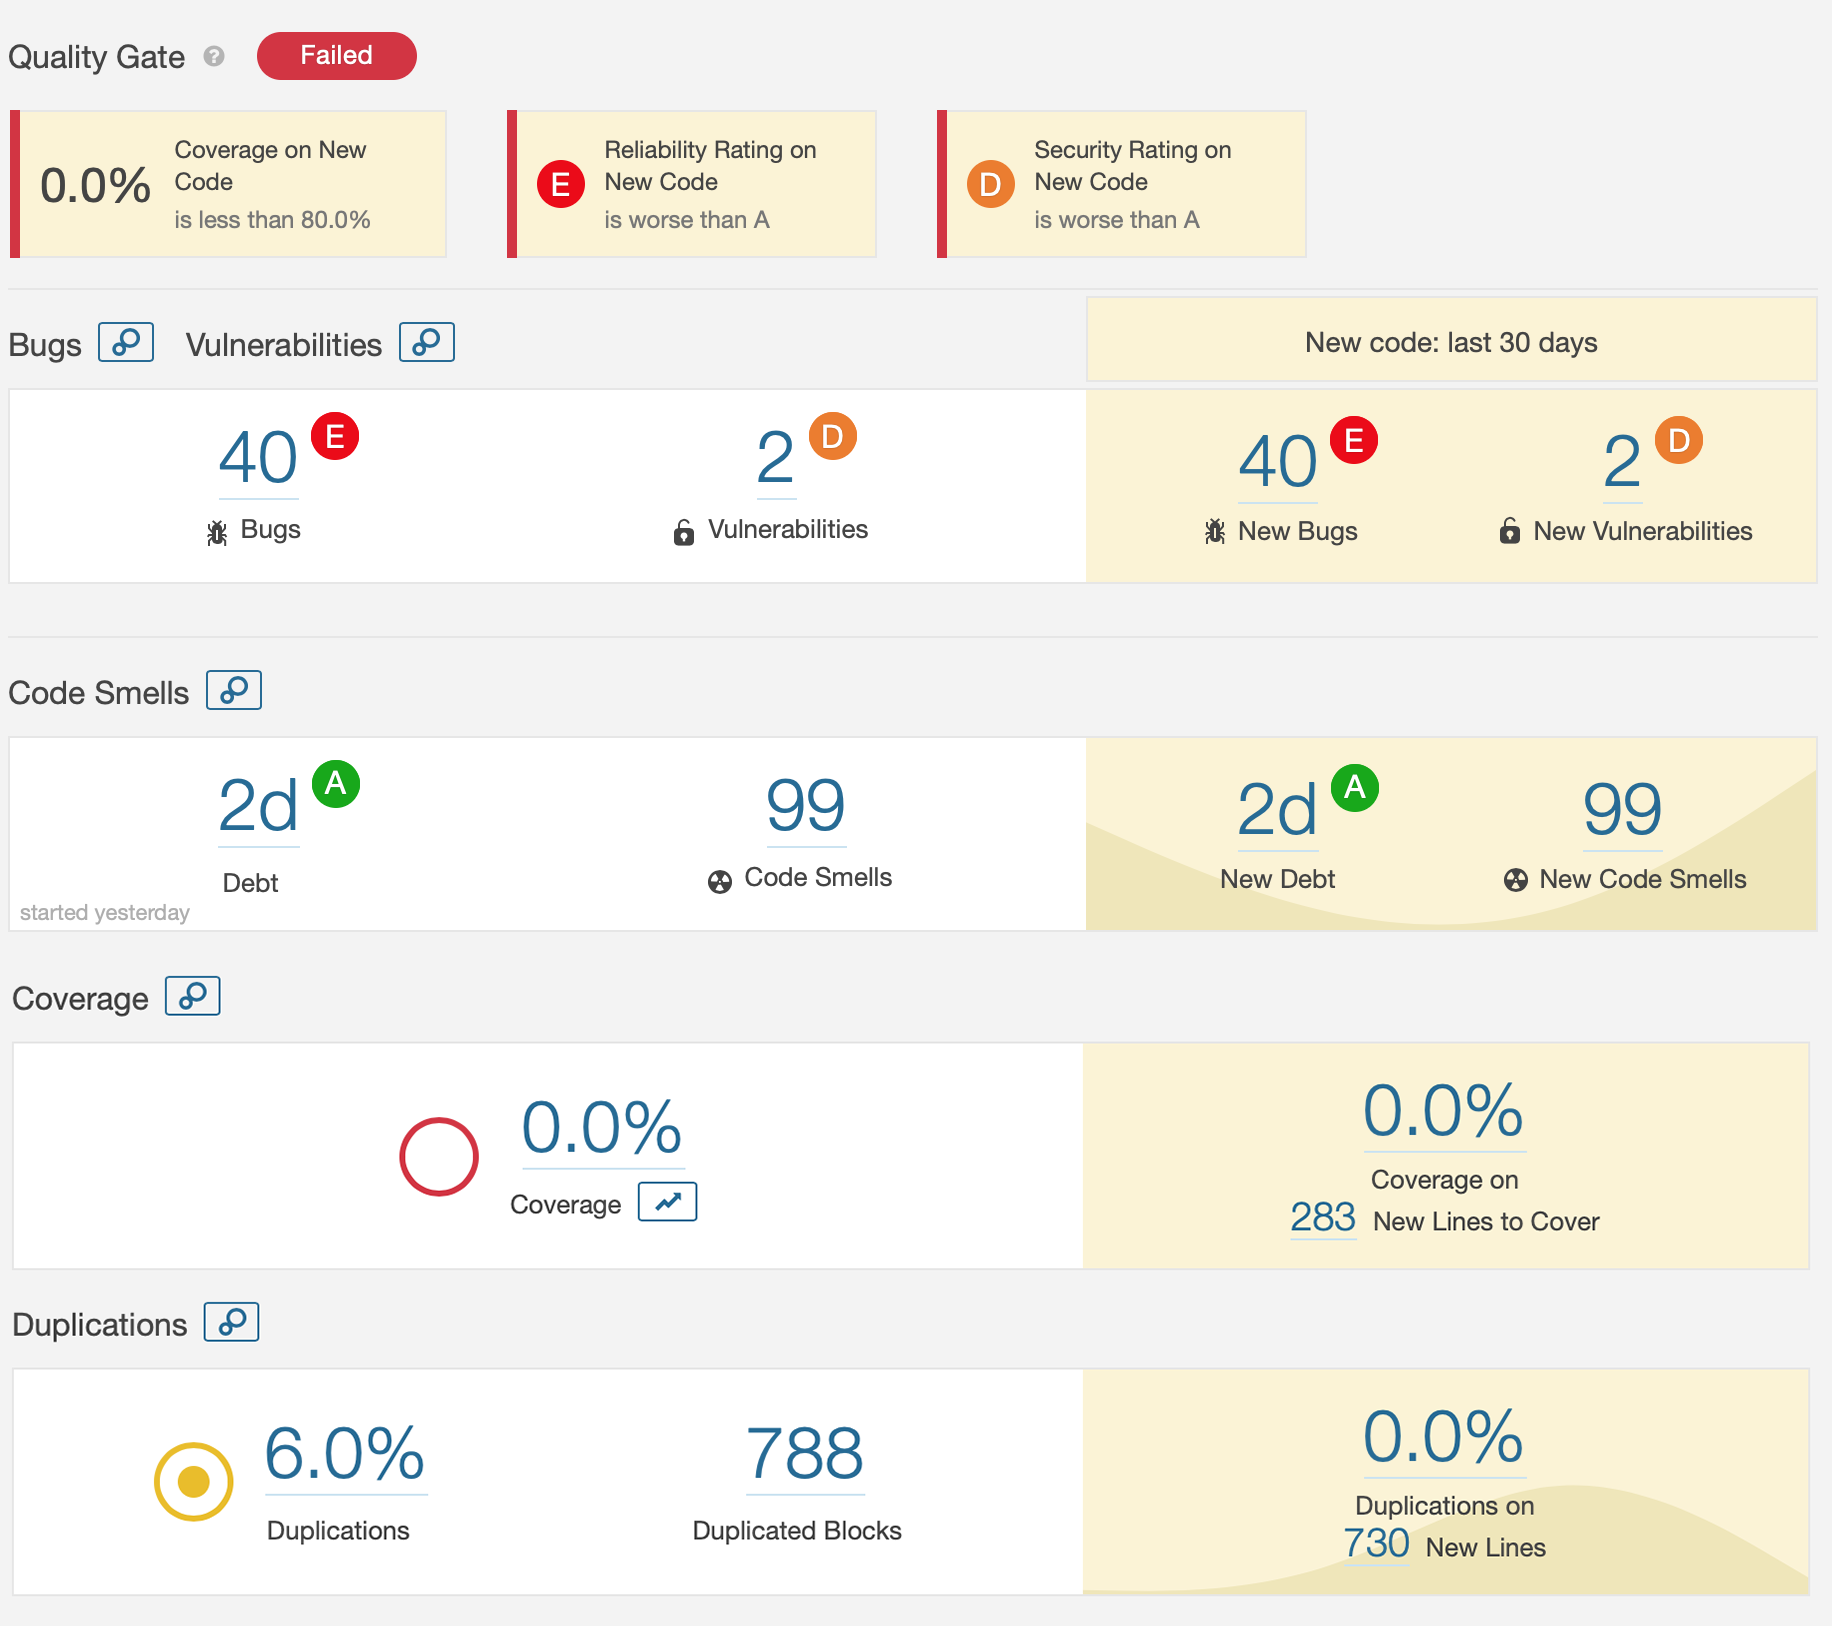 Quality Gate ? Failed
0.0%
Coverage on New
Code
is less than 80.0%
E
Reliability Rating on
New Code
is worse than A
D
Security Rating on
New Code
is worse than A
Bugs Vulnerabilities
New code: last 30 days
40 E
Bugs
2 D
Vulnerabilities
40 E
New Bugs
2 D
New Vulnerabilities
Code Smells
2d A
Debt
started yesterday
99
Code Smells
2d A
New Debt
99
New Code Smells
Coverage
0.0%
Coverage
0.0%
Coverage on
283 New Lines to Cover
Duplications
6.0%
Duplications
788
Duplicated Blocks
0.0%
Duplications on
730 New Lines